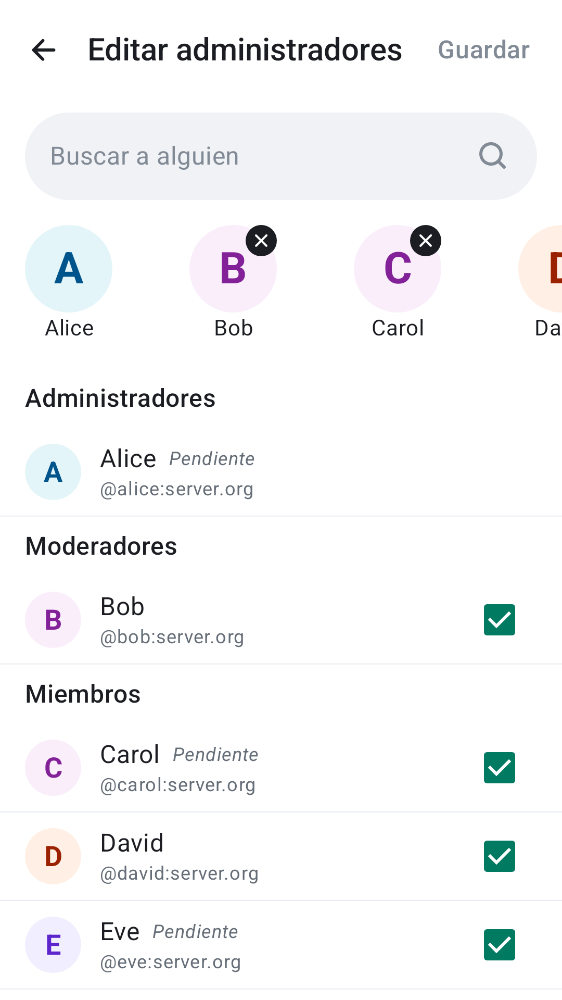 Editar administradores Guardar
Buscar a alguien
A B C
Alice Bob Carol Da
Administradores
A Alice Pendiente
@alice:server.org
Moderadores
B Bob
@bob:server.org
Miembros
C Carol Pendiente
@carol:server.org
D David
@david:server.org
E Eve Pendiente
@eve:server.org